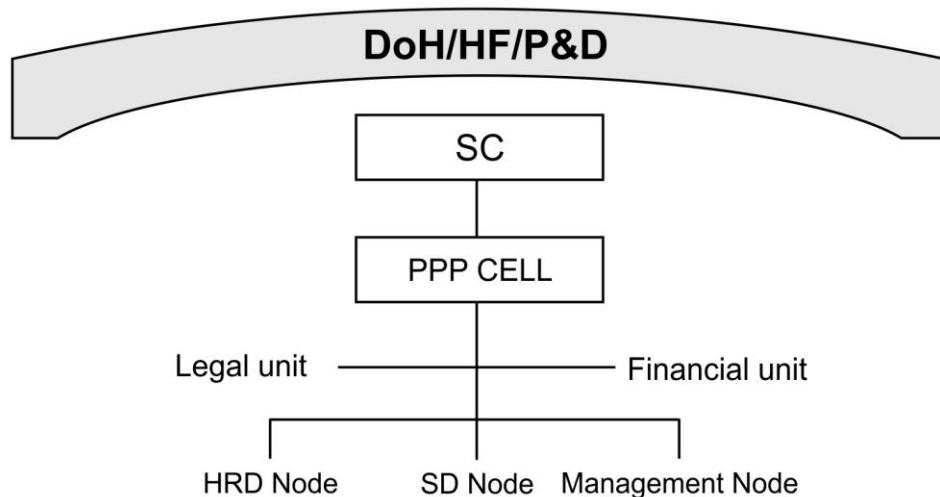 DoH/HF/P&D
SC
PPP CELL
Legal unit
Financial unit
HRD Node
SD Node
Management Node